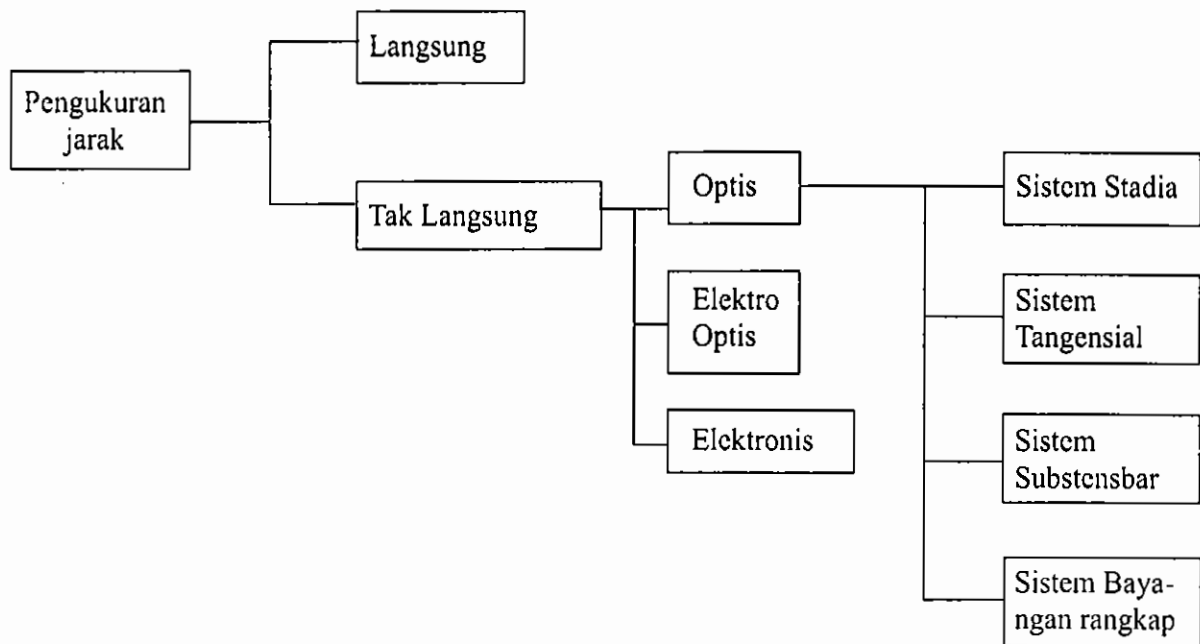 Pengukuran
jarak
Langsung
Tak Langsung
Optis
Elektro
Optis
Elektronis
Sistem Stadia
Sistem
Tangensial
Sistem
Substensbar
Sistem Baya-
ngan rangkap